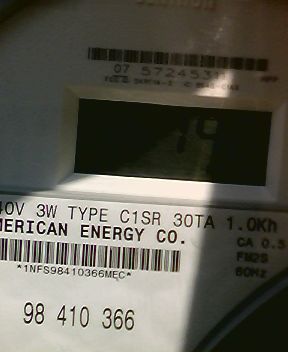 07 5724531
40V 3W TYPE C1SR 30TA 1.0Kh
MERICAN ENERGY CO.
CA 0.5
FM2S
60Hz
*1NFS98410366MEC*
98 410 366